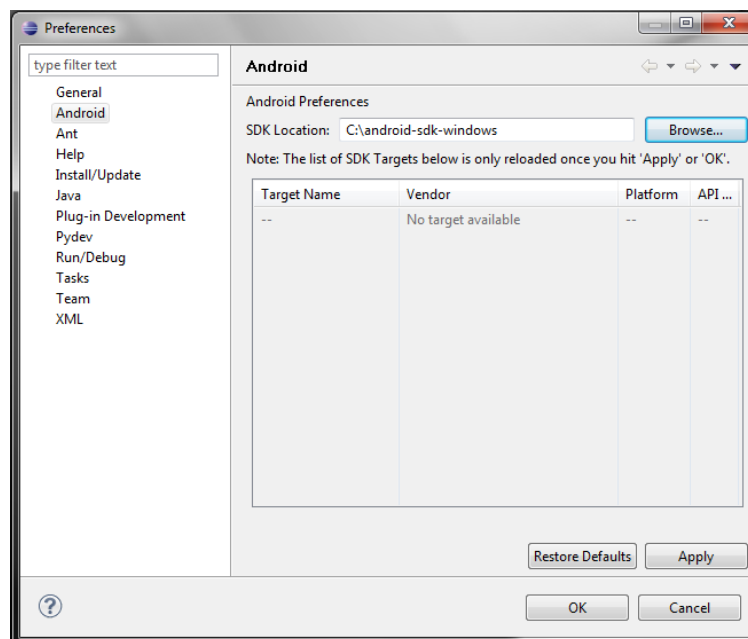 Preferences
type filter text
General
Android
Ant
Help
Install/Update
Java
Plug-in Development
Pydev
Run/Debug
Tasks
Team
XML
Android
Android Preferences
SDK Location: C:\android-sdk-windows Browse...
Note: The list of SDK Targets below is only reloaded once you hit 'Apply' or 'OK'.
Target Name Vendor Platform API ...
-- No target available -- --
Restore Defaults Apply
? OK Cancel